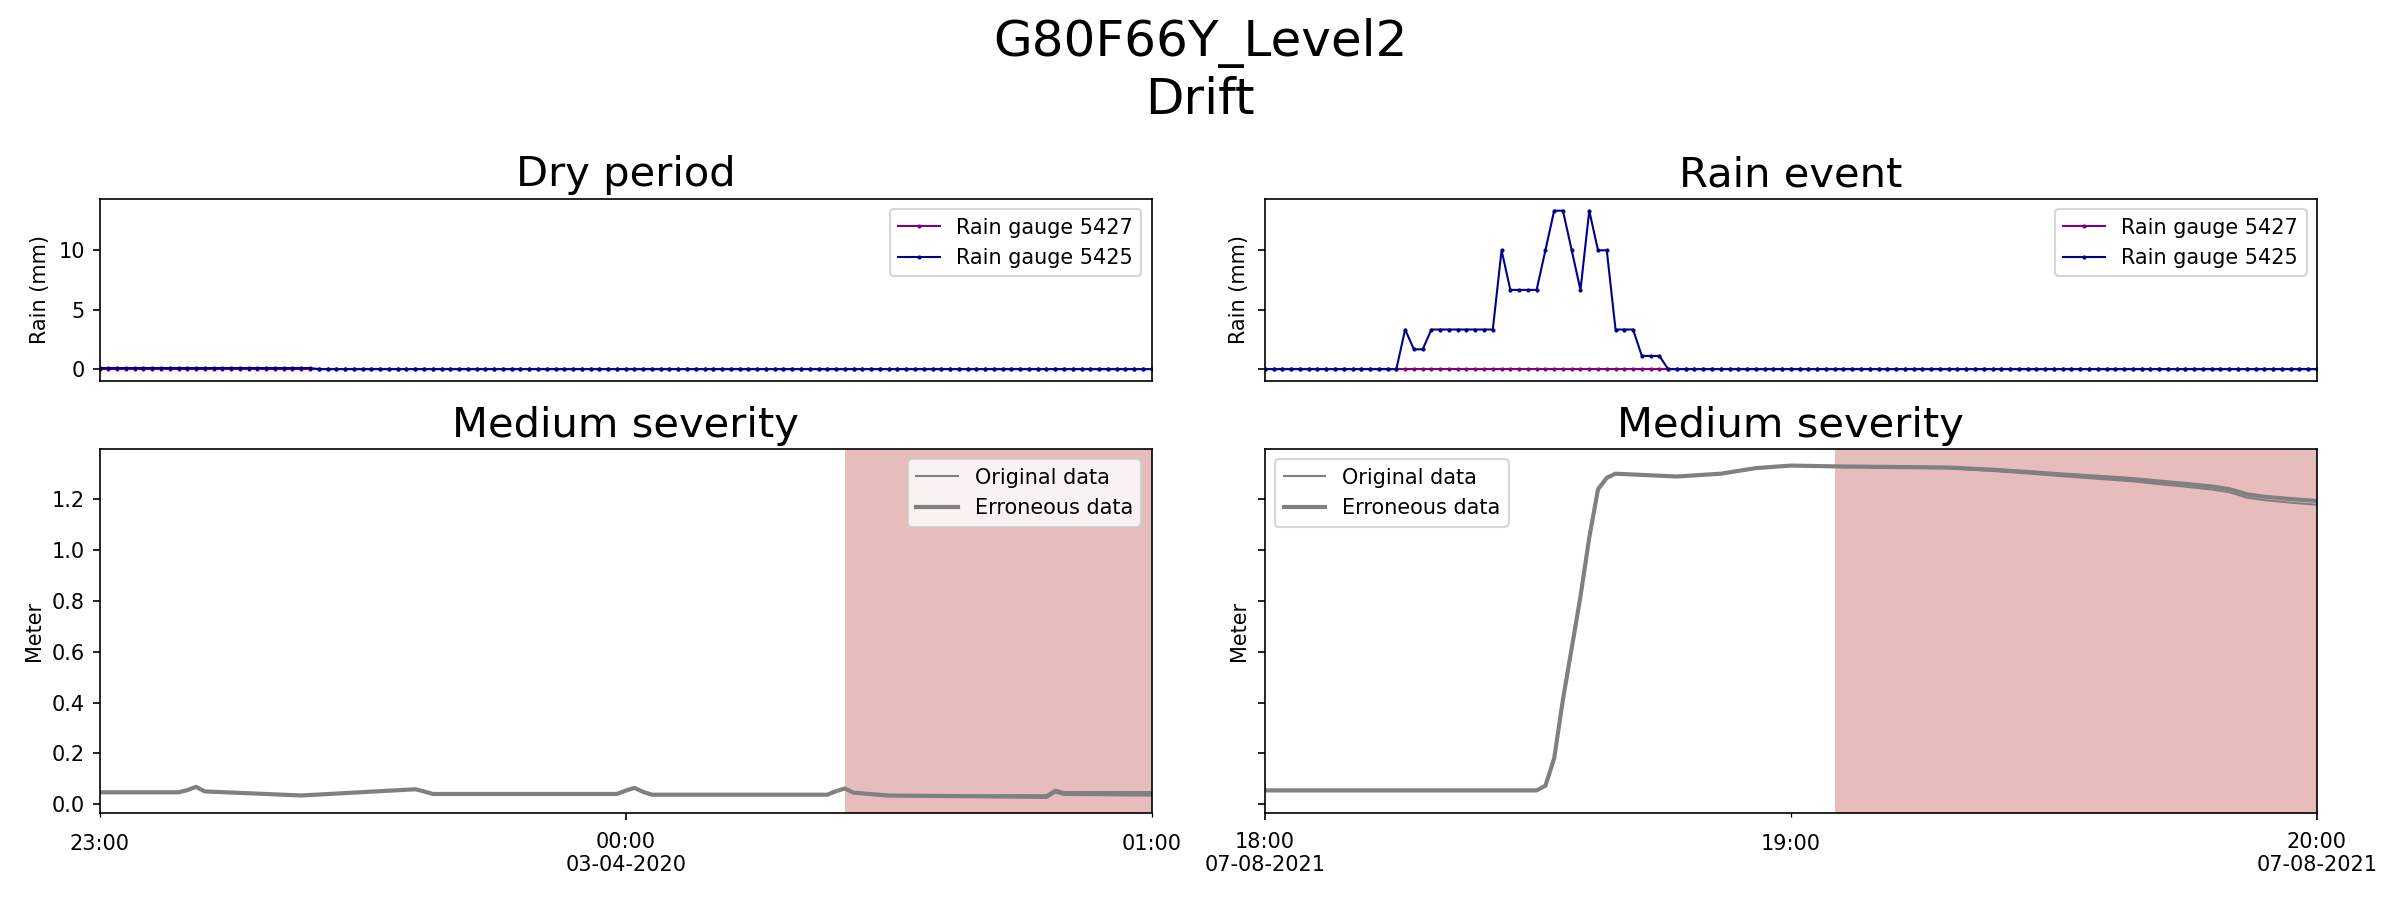 G80F66Y_Level2
Drift
Dry period
Rain event
Rain (mm)
10
5
0
Rain gauge 5427
Rain gauge 5425
Rain (mm)
Rain gauge 5427
Rain gauge 5425
Medium severity
Medium severity
Meter
1.2
1.0
0.8
0.6
0.4
0.2
0.0
Original data
Erroneous data
23:00
00:00
03-04-2020
01:00
Meter
Original data
Erroneous data
18:00
07-08-2021
19:00
20:00
07-08-2021